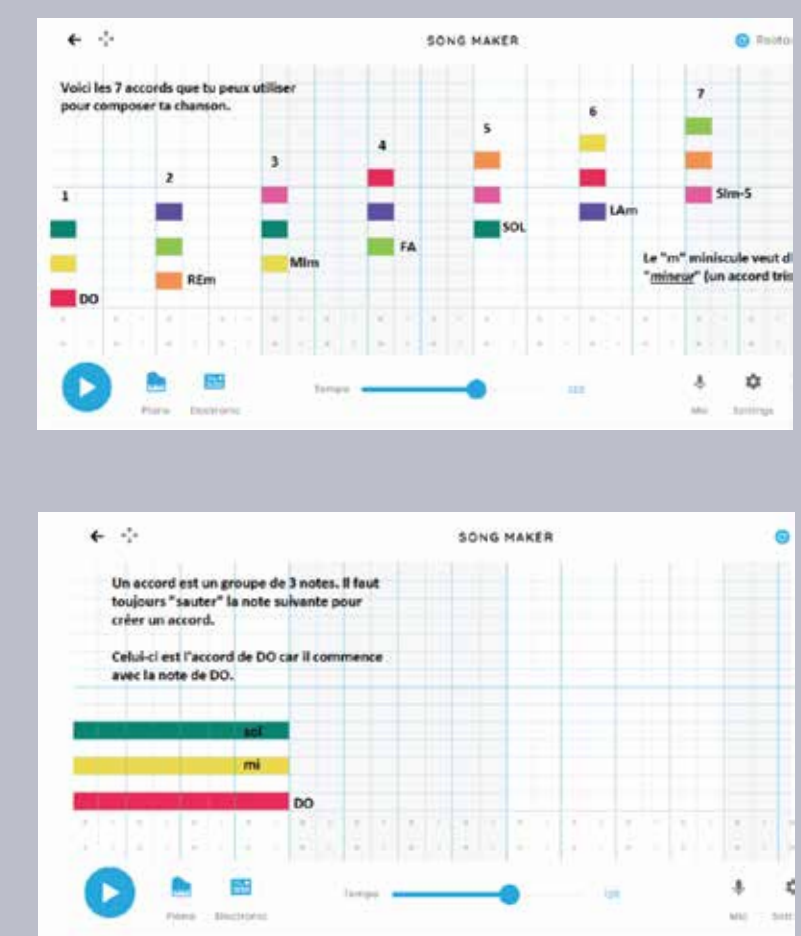 SONG MAKER
Voici les 7 accords que tu peux utiliser
pour composer ta chanson.
7
6
5
4
3
2
1
SIm-5
LAm
SOL
FA
MIm
REm
DO
Le "m" miniscule veut
"mineur" (un accord
Tempo
Piano
Electronic
Mic
Settings
SONG MAKER
Un accord est un groupe de 3 notes. Il faut
toujours "sauter" la note suivante pour
créer un accord.
Celui-ci est l'accord de DO car il commence
avec la note de DO.
sol
mi
DO
Tempo
Piano
Electronic
Mic